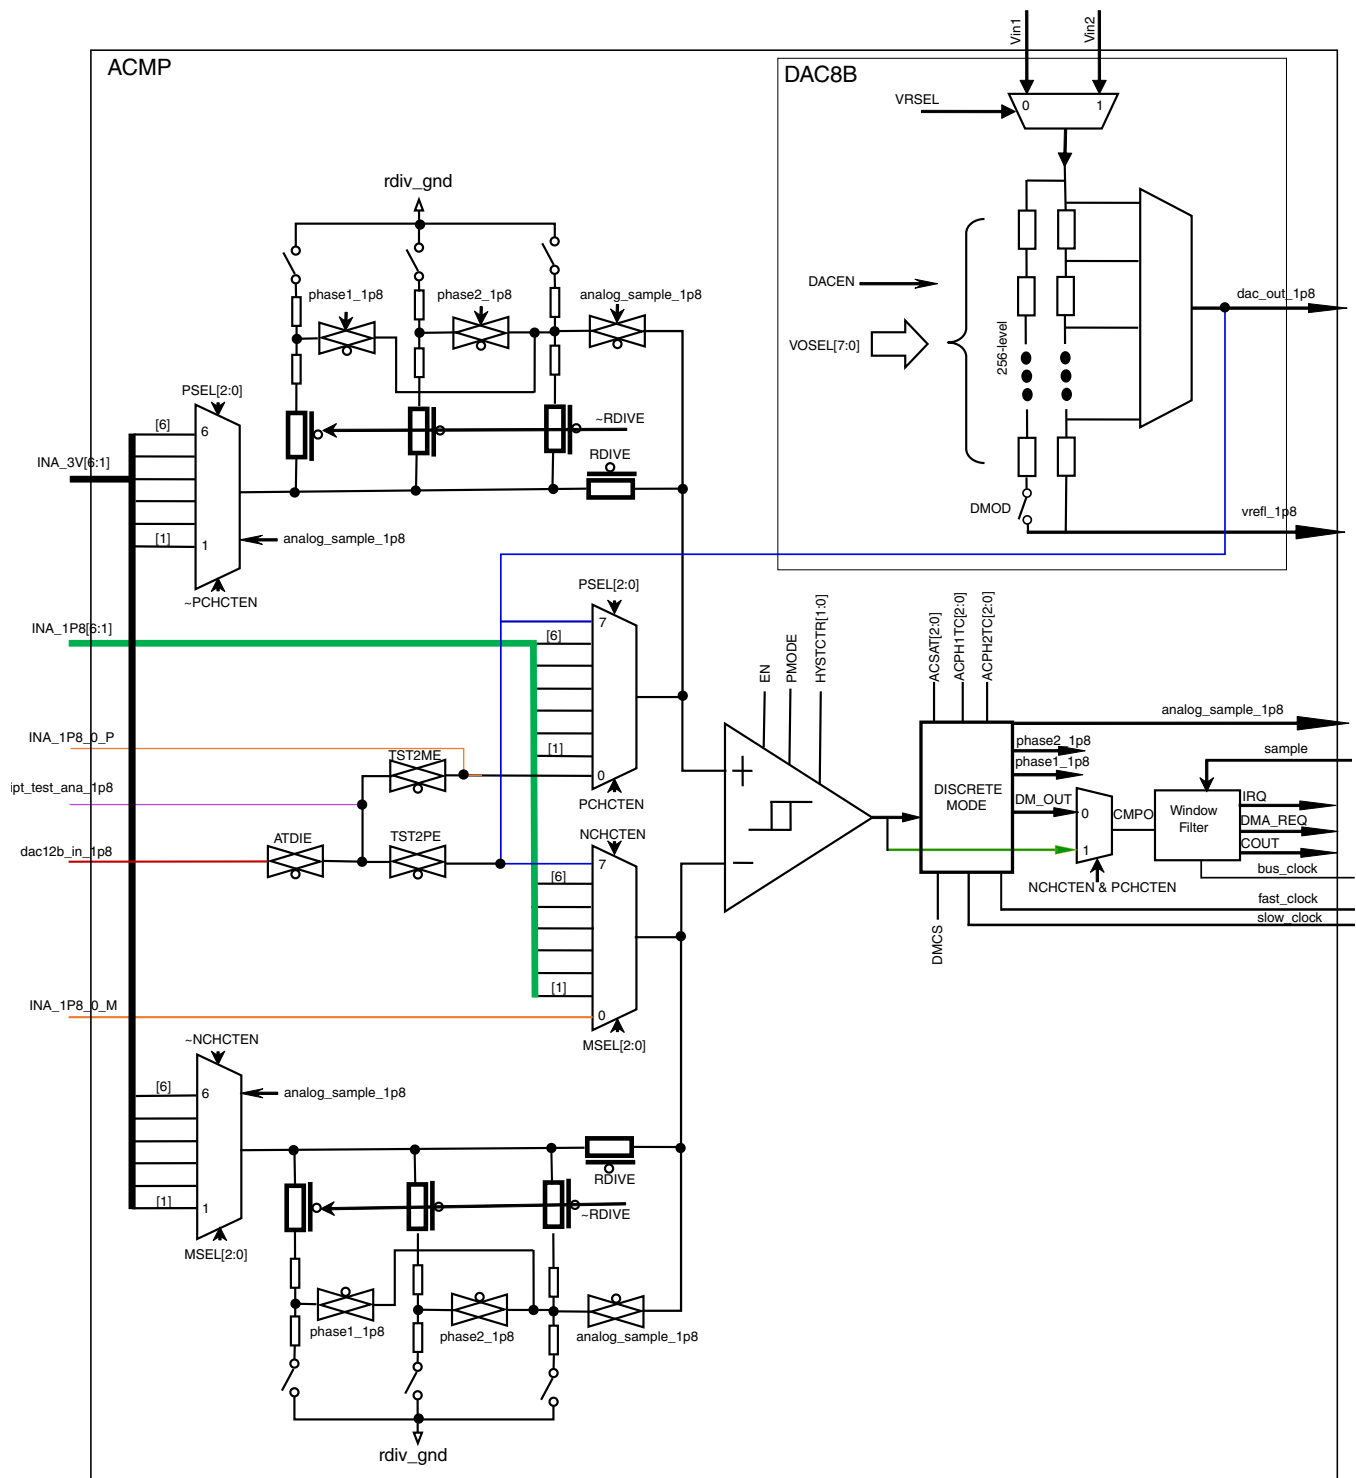 Vin1
Vin2
ACMP
DAC8B
VRSEL
0
1
rdiv_gnd
phase1_1p8
phase2_1p8
analog_sample_1p8
DACEN
VOSEL[7:0]
256-level
dac_out_1p8
PSEL[2:0]
[6]
6
~RDIVE
INA_3V[6:1]
RDIVE
DMOD
vrefl_1p8
[1]
1
analog_sample_1p8
~PCHCTEN
PSEL[2:0]
INA_1P8[6:1]
7
[6]
EN
PMODE
HYSTCTR[1:0]
ACSAT[2:0]
ACPH1TC[2:0]
ACPH2TC[2:0]
analog_sample_1p8
INA_1P8_0_P
phase2_1p8
sample
TST2ME
[1]
phase1_1p8
0
ipt_test_ana_1p8
PCHCTEN
+
DISCRETE
MODE
DM_OUT
0
CMPO
Window
Filter
IRQ
DMA_REQ
COUT
ATDIE
TST2PE
NCHCTEN
dac12b_in_1p8
7
−
1
bus_clock
[6]
NCHCTEN & PCHCTEN
fast_clock
slow_clock
DMCS
[1]
INA_1P8_0_M
0
MSEL[2:0]
~NCHCTEN
[6]
6
analog_sample_1p8
RDIVE
[1]
1
~RDIVE
MSEL[2:0]
phase1_1p8
phase2_1p8
analog_sample_1p8
rdiv_gnd